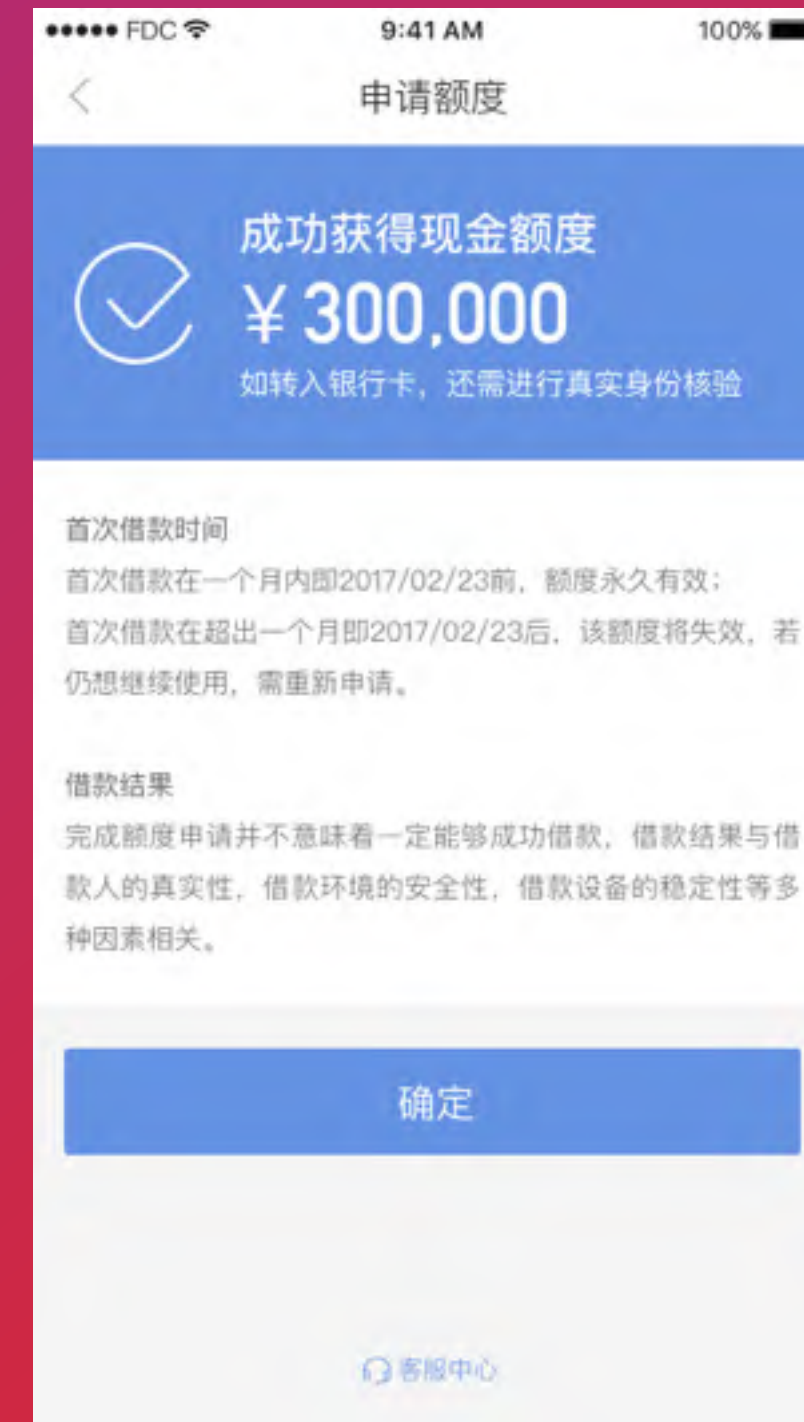 FDC 9:41 AM 100%
申请额度
成功获得现金额度
¥300,000
如转入银行卡，还需进行真实身份核验
首次借款时间
首次借款在一个月内即2017/02/23前，额度永久有效；
首次借款在超出一个月即2017/02/23后，该额度将失效，若
仍想继续使用，需重新申请。
借款结果
完成额度申请并不意味着一定能够成功借款，借款结果与借
款人的真实性，借款环境的安全性，借款设备的稳定性等多
种因素相关。
确定
客服中心